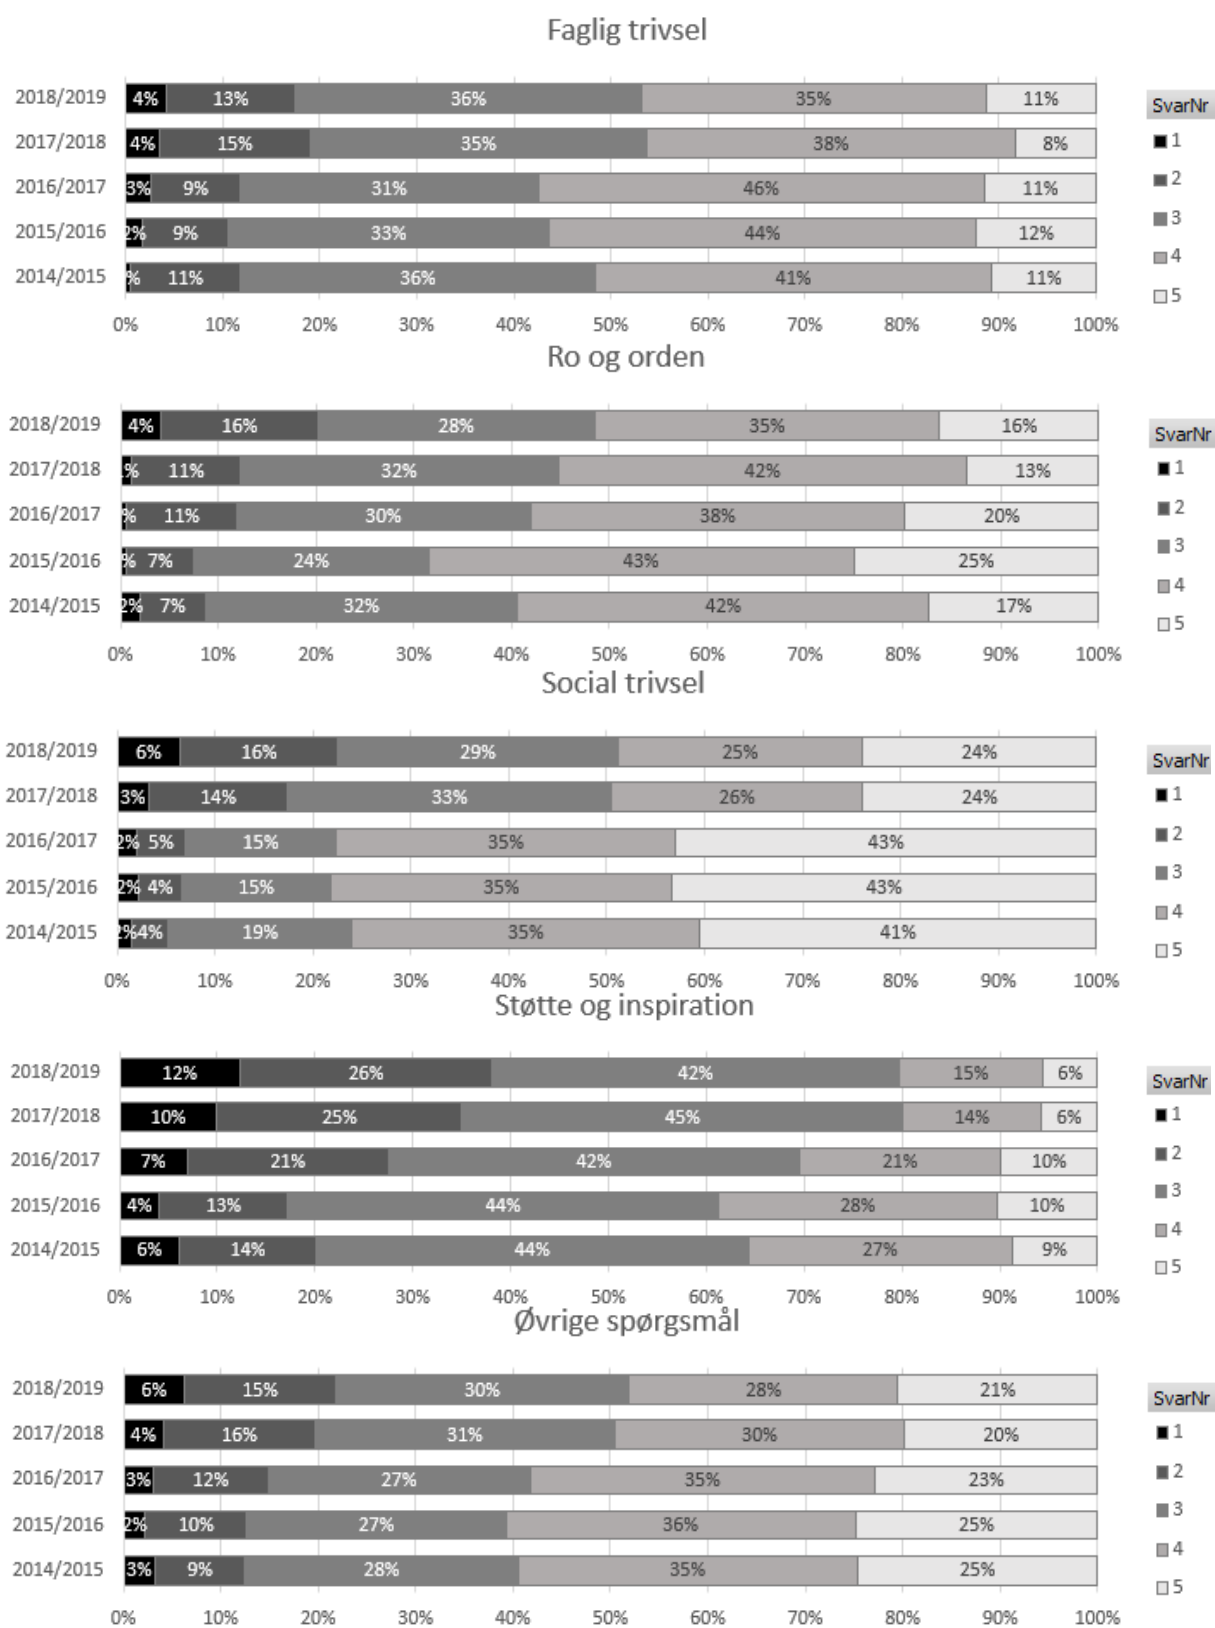 Faglig trivsel
2018/2019 4% 13% 36% 35% 11%
2017/2018 4% 15% 35% 38% 8%
2016/2017 3% 9% 31% 46% 11%
2015/2016 2% 9% 33% 44% 12%
2014/2015 % 11% 36% 41% 11%
0% 10% 20% 30% 40% 50% 60% 70% 80% 90% 100%
SvarNr
1
2
3
4
5
Ro og orden
2018/2019 4% 16% 28% 35% 16%
2017/2018 1% 11% 32% 42% 13%
2016/2017 % 11% 30% 38% 20%
2015/2016 % 7% 24% 43% 25%
2014/2015 2% 7% 32% 42% 17%
0% 10% 20% 30% 40% 50% 60% 70% 80% 90% 100%
SvarNr
1
2
3
4
5
Social trivsel
2018/2019 6% 16% 29% 25% 24%
2017/2018 3% 14% 33% 26% 24%
2016/2017 2% 5% 15% 35% 43%
2015/2016 2% 4% 15% 35% 43%
2014/2015 % 4% 19% 35% 41%
0% 10% 20% 30% 40% 50% 60% 70% 80% 90% 100%
SvarNr
1
2
3
4
5
Støtte og inspiration
2018/2019 12% 26% 42% 15% 6%
2017/2018 10% 25% 45% 14% 6%
2016/2017 7% 21% 42% 21% 10%
2015/2016 4% 13% 44% 28% 10%
2014/2015 6% 14% 44% 27% 9%
0% 10% 20% 30% 40% 50% 60% 70% 80% 90% 100%
SvarNr
1
2
3
4
5
Øvrige spørgsmål
2018/2019 6% 15% 30% 28% 21%
2017/2018 4% 16% 31% 30% 20%
2016/2017 3% 12% 27% 35% 23%
2015/2016 2% 10% 27% 36% 25%
2014/2015 3% 9% 28% 35% 25%
0% 10% 20% 30% 40% 50% 60% 70% 80% 90% 100%
SvarNr
1
2
3
4
5